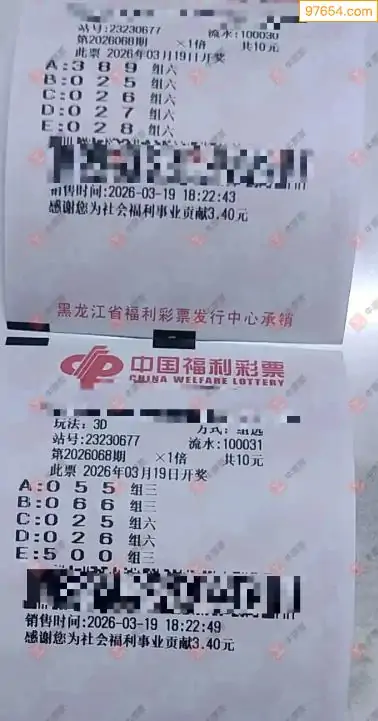 97654.com
站号:23230677 流水:100030
第2026068期 ×1倍 共10元
此票 2026年03月19日开奖
A:3 8 9 组六
B:0 2 5 组六
C:0 2 6 组六
D:0 2 7 组六
E:0 2 8 组六
销售时间:2026-03-19 18:22:43
感谢您为社会福利事业贡献3.40元
黑龙江省福利彩票发行中心承销
中国福利彩票
CHINA WELFARE LOTTERY
玩法:3D 方式:组选
站号:23230677 流水:100031
第2026068期 ×1倍 共10元
此票 2026年03月19日开奖
A:0 5 5 组三
B:0 6 6 组三
C:0 2 5 组六
D:0 2 6 组六
E:5 0 0 组三
销售时间:2026-03-19 18:22:49
感谢您为社会福利事业贡献3.40元